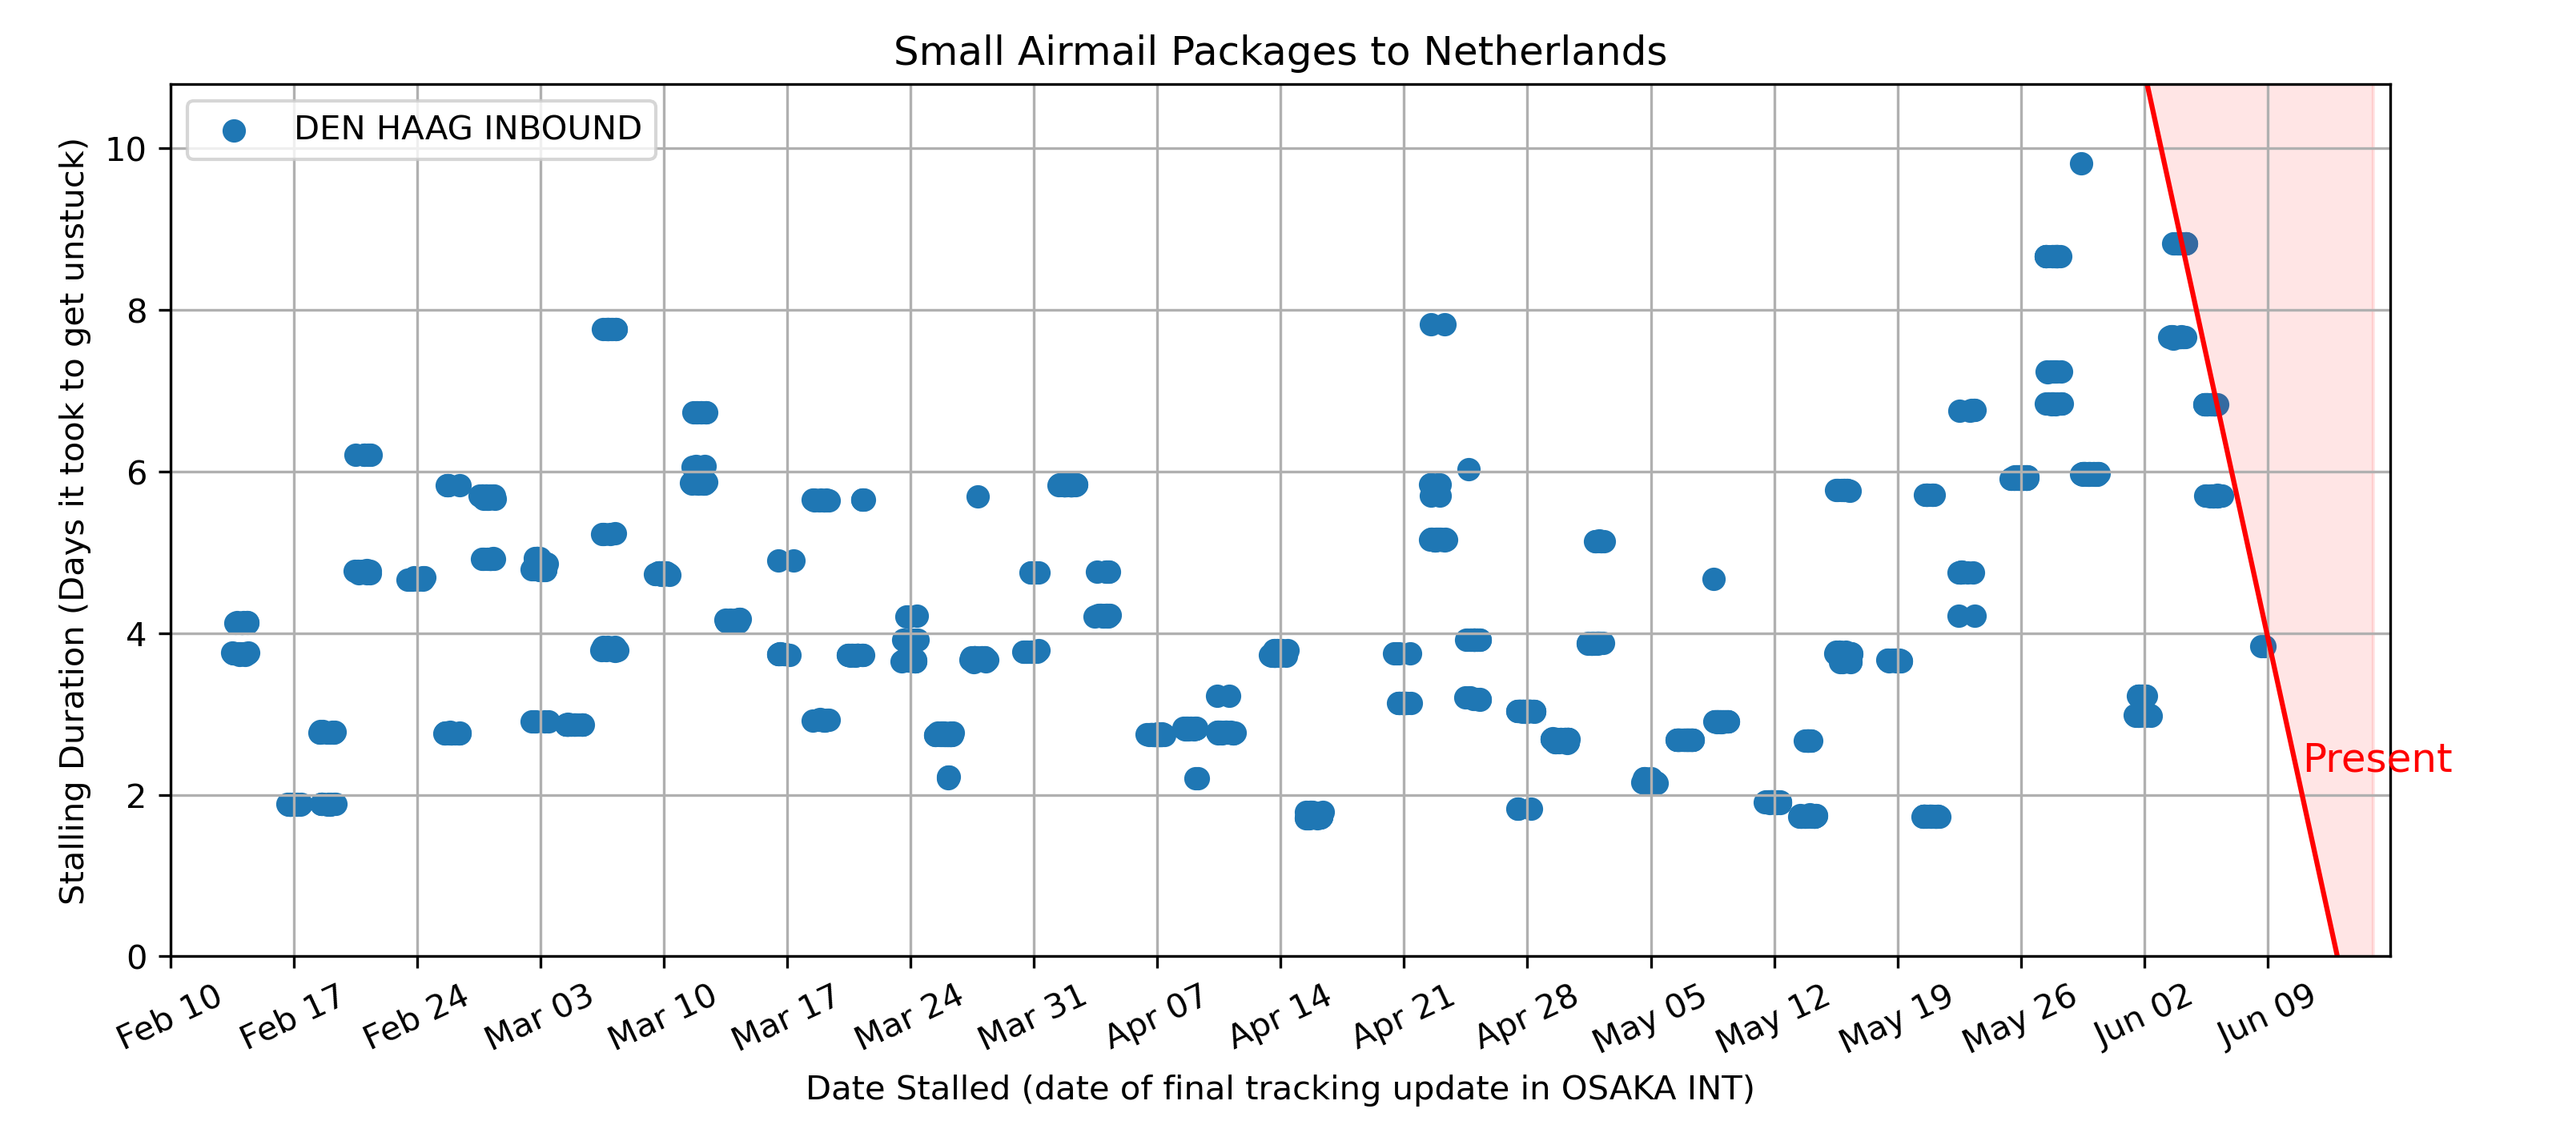 Small Airmail Packages to Netherlands
DEN HAAG INBOUND
Stalling Duration (Days it took to get unstuck)
10
8
6
4
2
0
Present
Feb 10
Feb 17
Feb 24
Mar 03
Mar 10
Mar 17
Mar 24
Mar 31
Apr 07
Apr 14
Apr 21
Apr 28
May 05
May 12
May 19
May 26
Jun 02
Jun 09
Date Stalled (date of final tracking update in OSAKA INT)